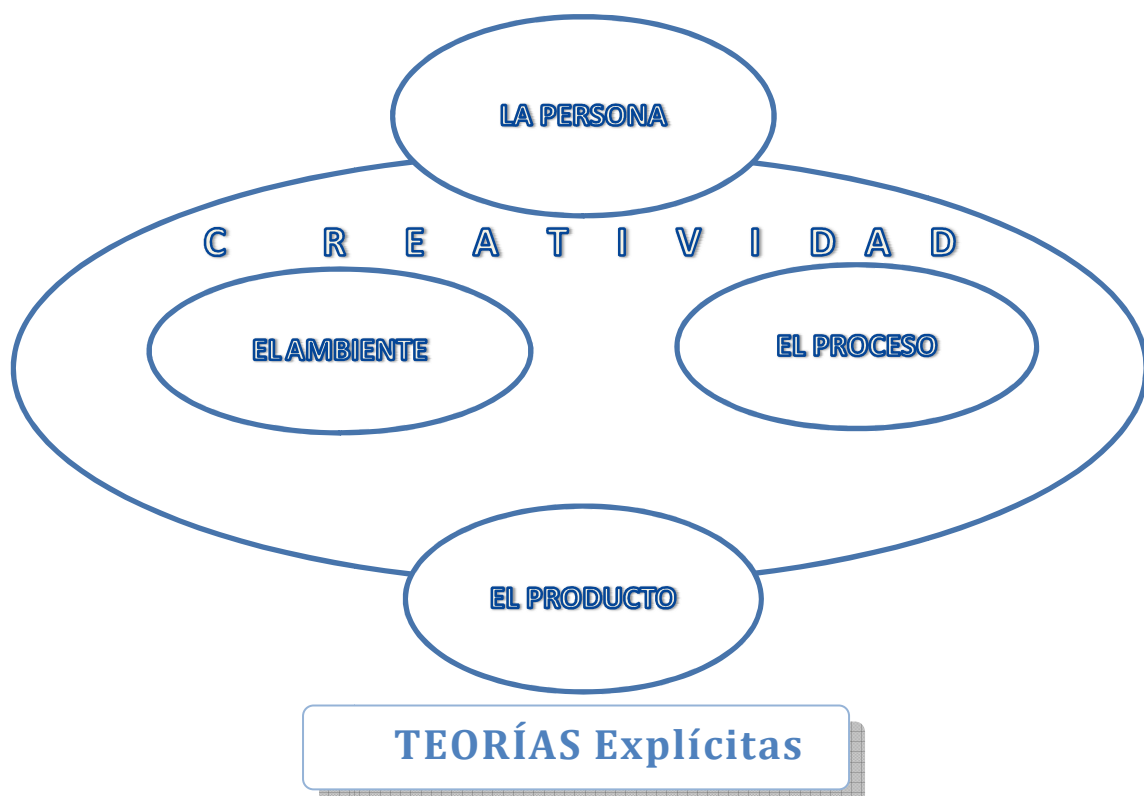 LA PERSONA
C R E A T I V I D A D
EL AMBIENTE
EL PROCESO
EL PRODUCTO
TEORÍAS Explícitas